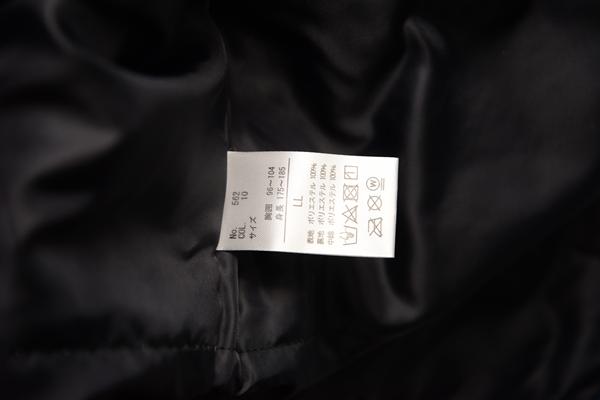 No. 562
COL. 10
サイズ
胸囲 96～104
身長 175～185
LL
表地 ポリエステル 100%
裏地 ポリエステル 100%
中綿 ポリエステル 100%
W